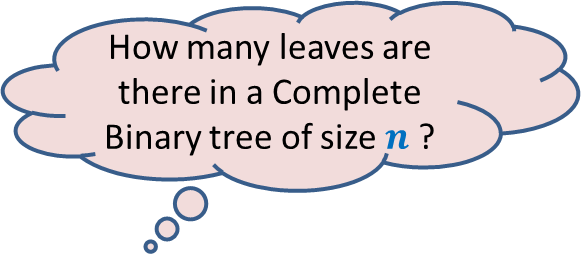 How many leaves are
there in a Complete
Binary tree of size n ?